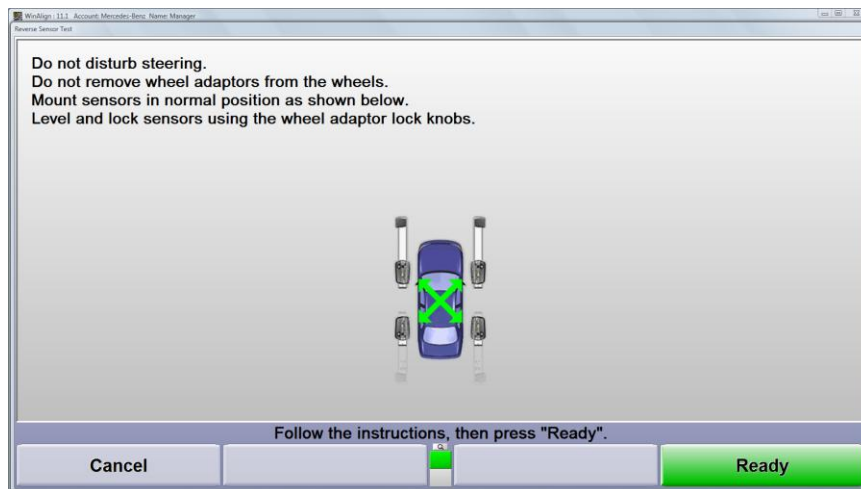 WinAlign : 11.1 Account: Mercedes-Benz Name: Manager
Reverse Sensor Test
Do not disturb steering.
Do not remove wheel adaptors from the wheels.
Mount sensors in normal position as shown below.
Level and lock sensors using the wheel adaptor lock knobs.
Follow the instructions, then press "Ready".
Cancel
Ready